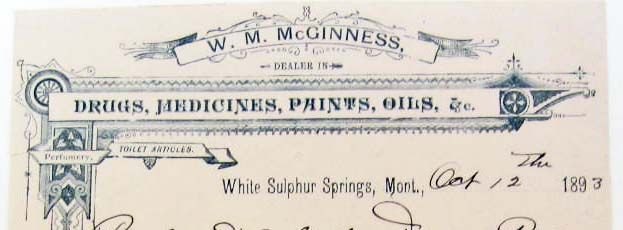 W. M. McGINNESS,
DEALER IN
DRUGS, MEDICINES, PAINTS, OILS, &c.
Perfumery,
TOILET ARTICLES.
White Sulphur Springs, Mont., Oct 12 The 1893